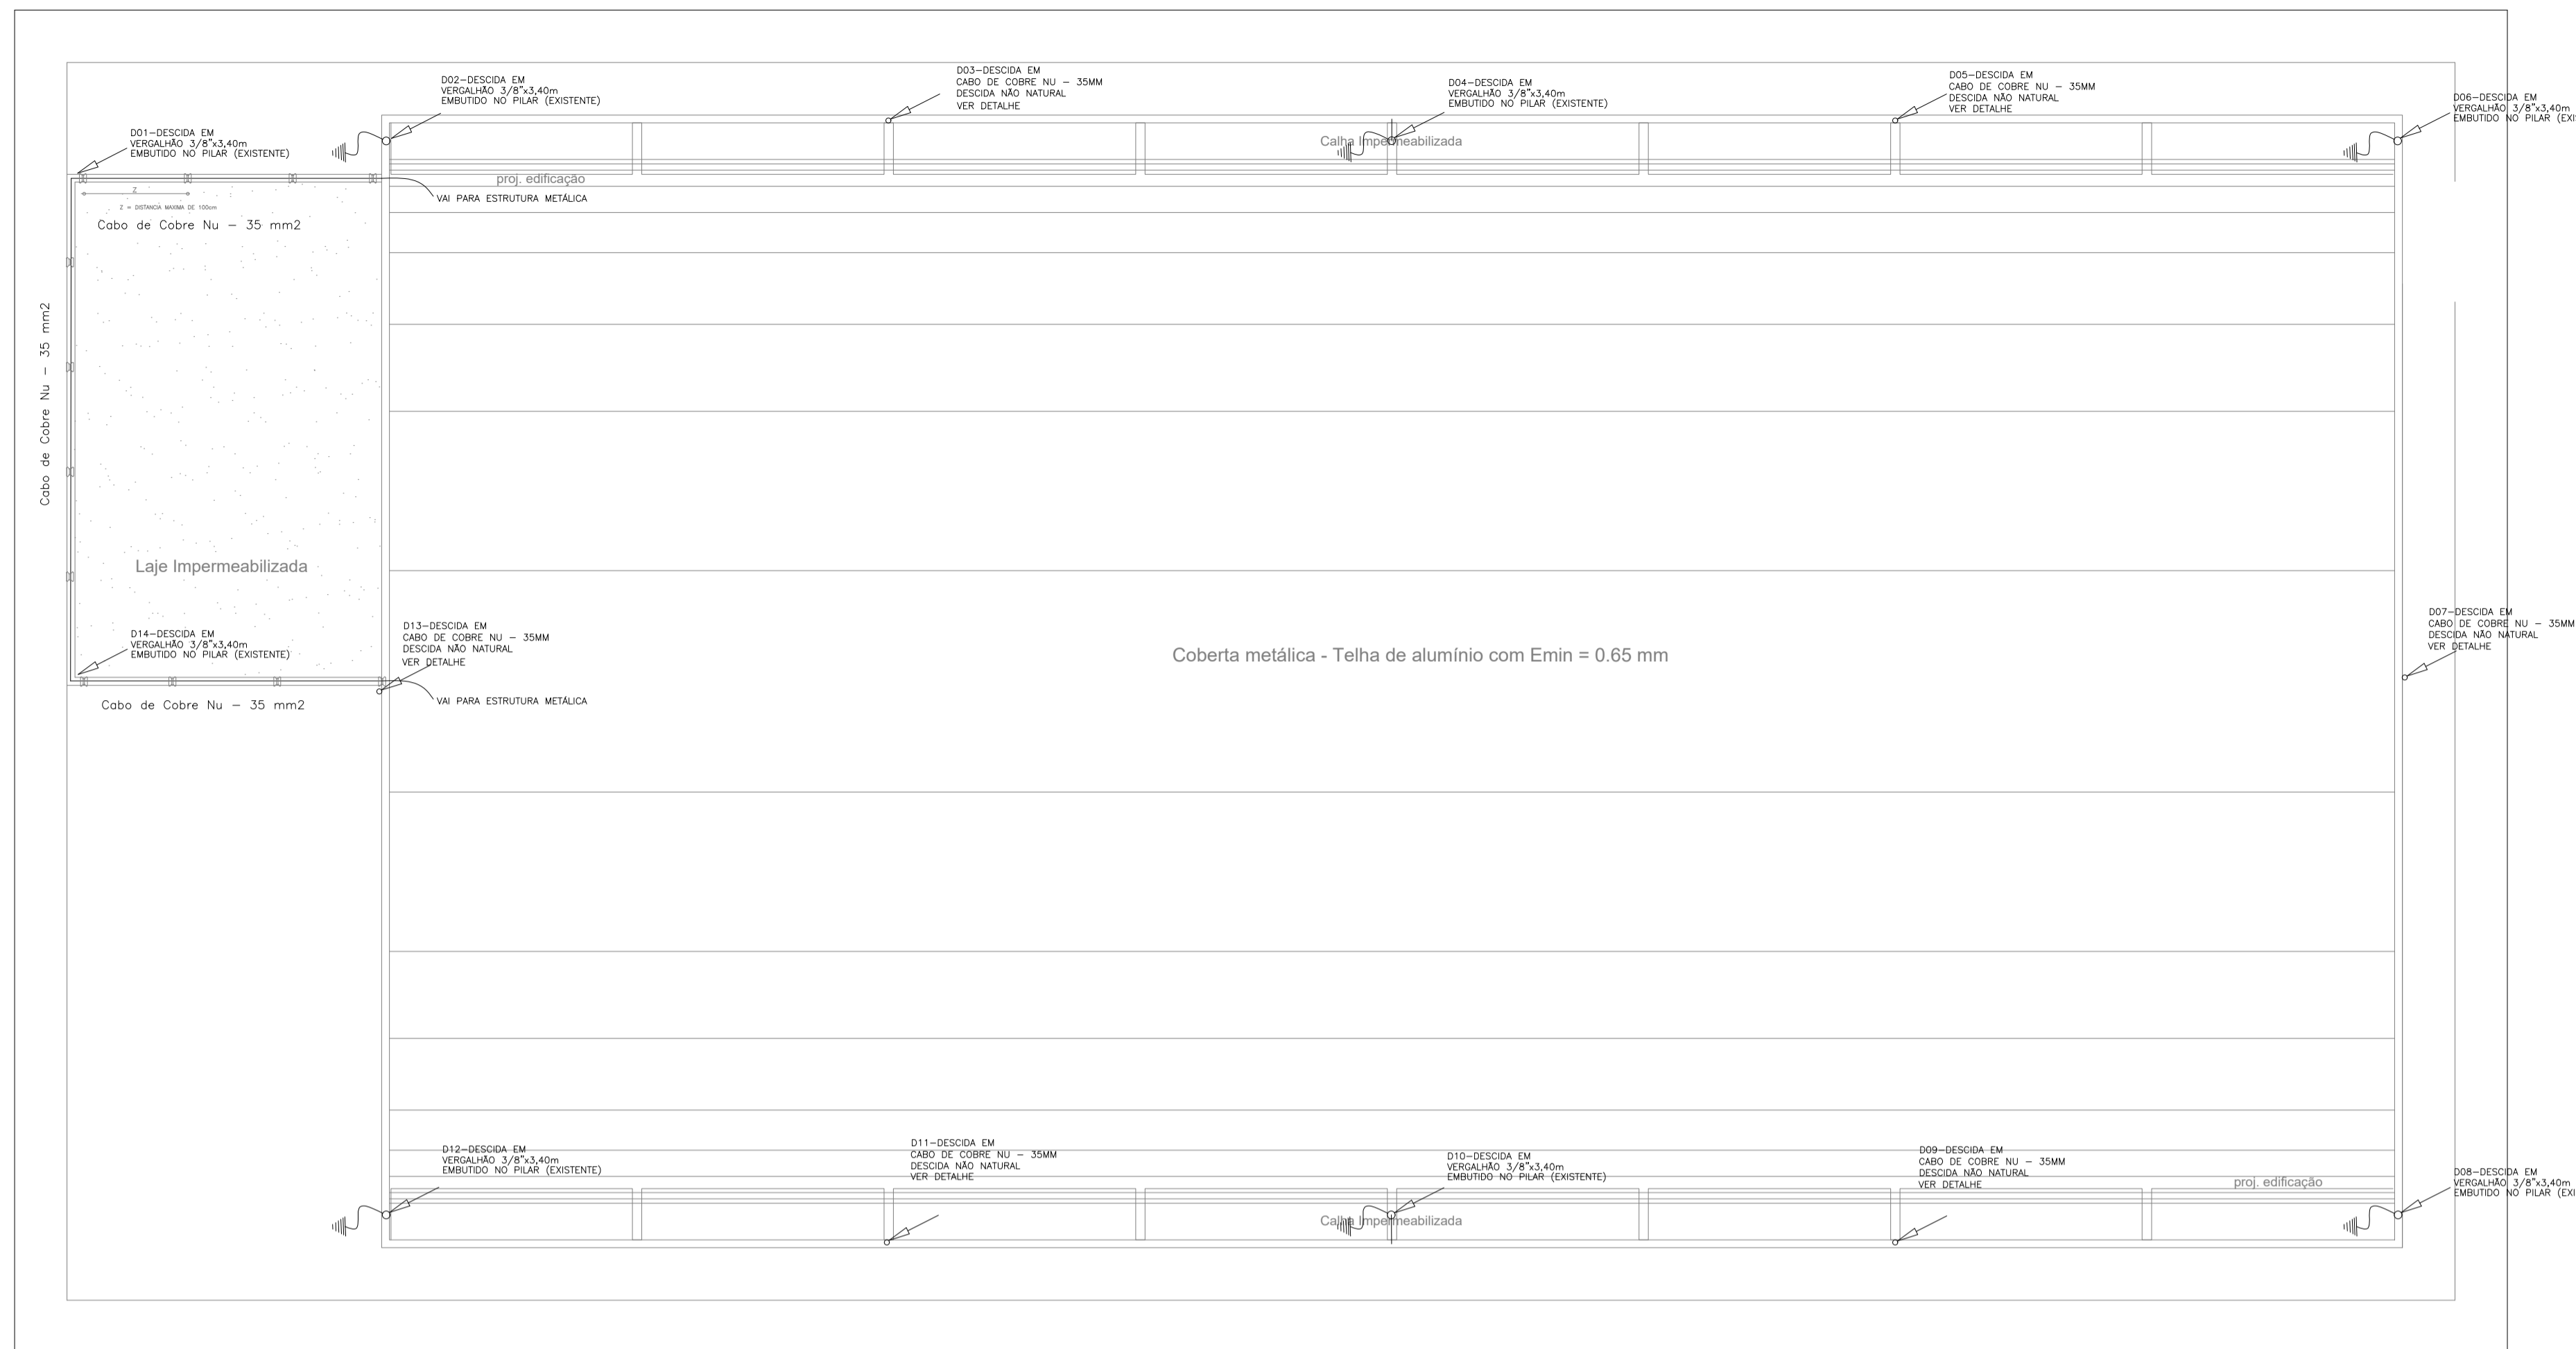 D01-DESCIDA EM
VERGALHÃO 3/8"x3,40m
EMBUTIDO NO PILAR (EXISTENTE)
D02-DESCIDA EM
VERGALHÃO 3/8"x3,40m
EMBUTIDO NO PILAR (EXISTENTE)
D03-DESCIDA EM
CABO DE COBRE NU - 35MM
DESCIDA NÃO NATURAL
VER DETALHE
D04-DESCIDA EM
VERGALHÃO 3/8"x3,40m
EMBUTIDO NO PILAR (EXISTENTE)
D05-DESCIDA EM
CABO DE COBRE NU - 35MM
DESCIDA NÃO NATURAL
VER DETALHE
D06-DESCIDA EM
VERGALHÃO 3/8"x3,40m
EMBUTIDO NO PILAR
Calha Impermeabilizada
proj. edificação
VAI PARA ESTRUTURA METÁLICA
Z
Z = DISTANCIA MAXIMA DE 100cm
Cabo de Cobre Nu - 35 mm2
Cabo de Cobre Nu - 35 mm2
Laje Impermeabilizada
D14-DESCIDA EM
VERGALHÃO 3/8"x3,40m
EMBUTIDO NO PILAR (EXISTENTE)
D13-DESCIDA EM
CABO DE COBRE NU - 35MM
DESCIDA NÃO NATURAL
VER DETALHE
VAI PARA ESTRUTURA METÁLICA
Cabo de Cobre Nu - 35 mm2
Coberta metálica - Telha de alumínio com Emin = 0.65 mm
D07-DESCIDA EM
CABO DE COBRE NU - 35MM
DESCIDA NÃO NATURAL
VER DETALHE
D12-DESCIDA EM
VERGALHÃO 3/8"x3,40m
EMBUTIDO NO PILAR (EXISTENTE)
D11-DESCIDA EM
CABO DE COBRE NU - 35MM
DESCIDA NÃO NATURAL
VER DETALHE
D10-DESCIDA EM
VERGALHÃO 3/8"x3,40m
EMBUTIDO NO PILAR (EXISTENTE)
D09-DESCIDA EM
CABO DE COBRE NU - 35MM
DESCIDA NÃO NATURAL
VER DETALHE
D08-DESCIDA EM
VERGALHÃO 3/8"x3,40m
EMBUTIDO NO PILAR
proj. edificação
Calha Impermeabilizada